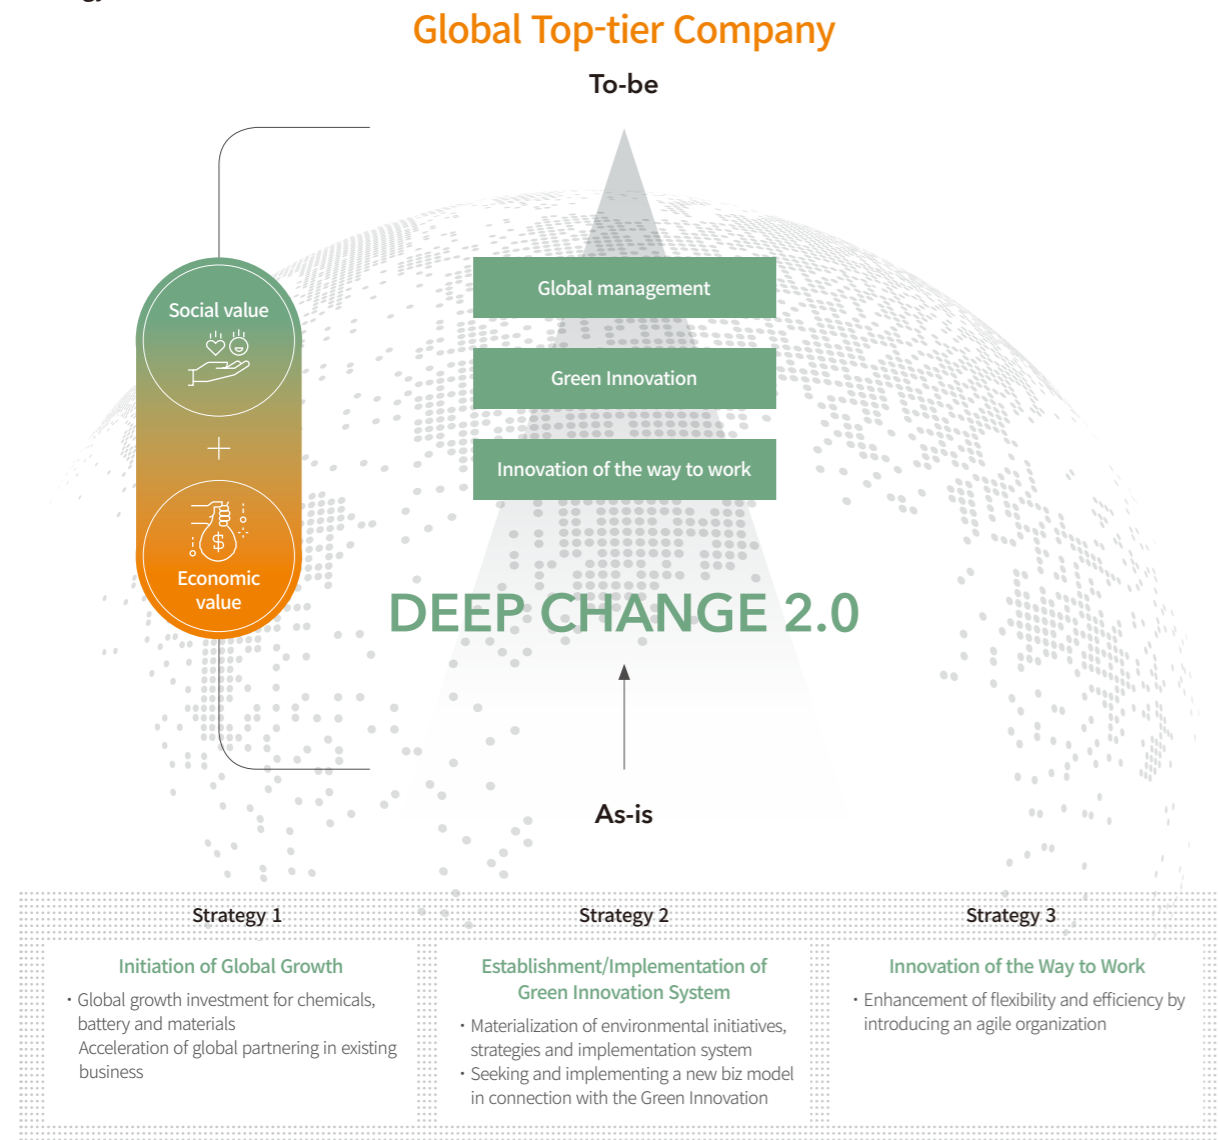 Global Top-tier Company
To-be
Social value
+
$
Economic
value
Global management
Green Innovation
Innovation of the way to work
DEEP CHANGE 2.0
As-is
Strategy 1
Initiation of Global Growth
· Global growth investment for chemicals,
battery and materials
Acceleration of global partnering in existing
business
Strategy 2
Establishment/Implementation of
Green Innovation System
· Materialization of environmental initiatives,
strategies and implementation system
· Seeking and implementing a new biz model
in connection with the Green Innovation
Strategy 3
Innovation of the Way to Work
· Enhancement of flexibility and efficiency by
introducing an agile organization